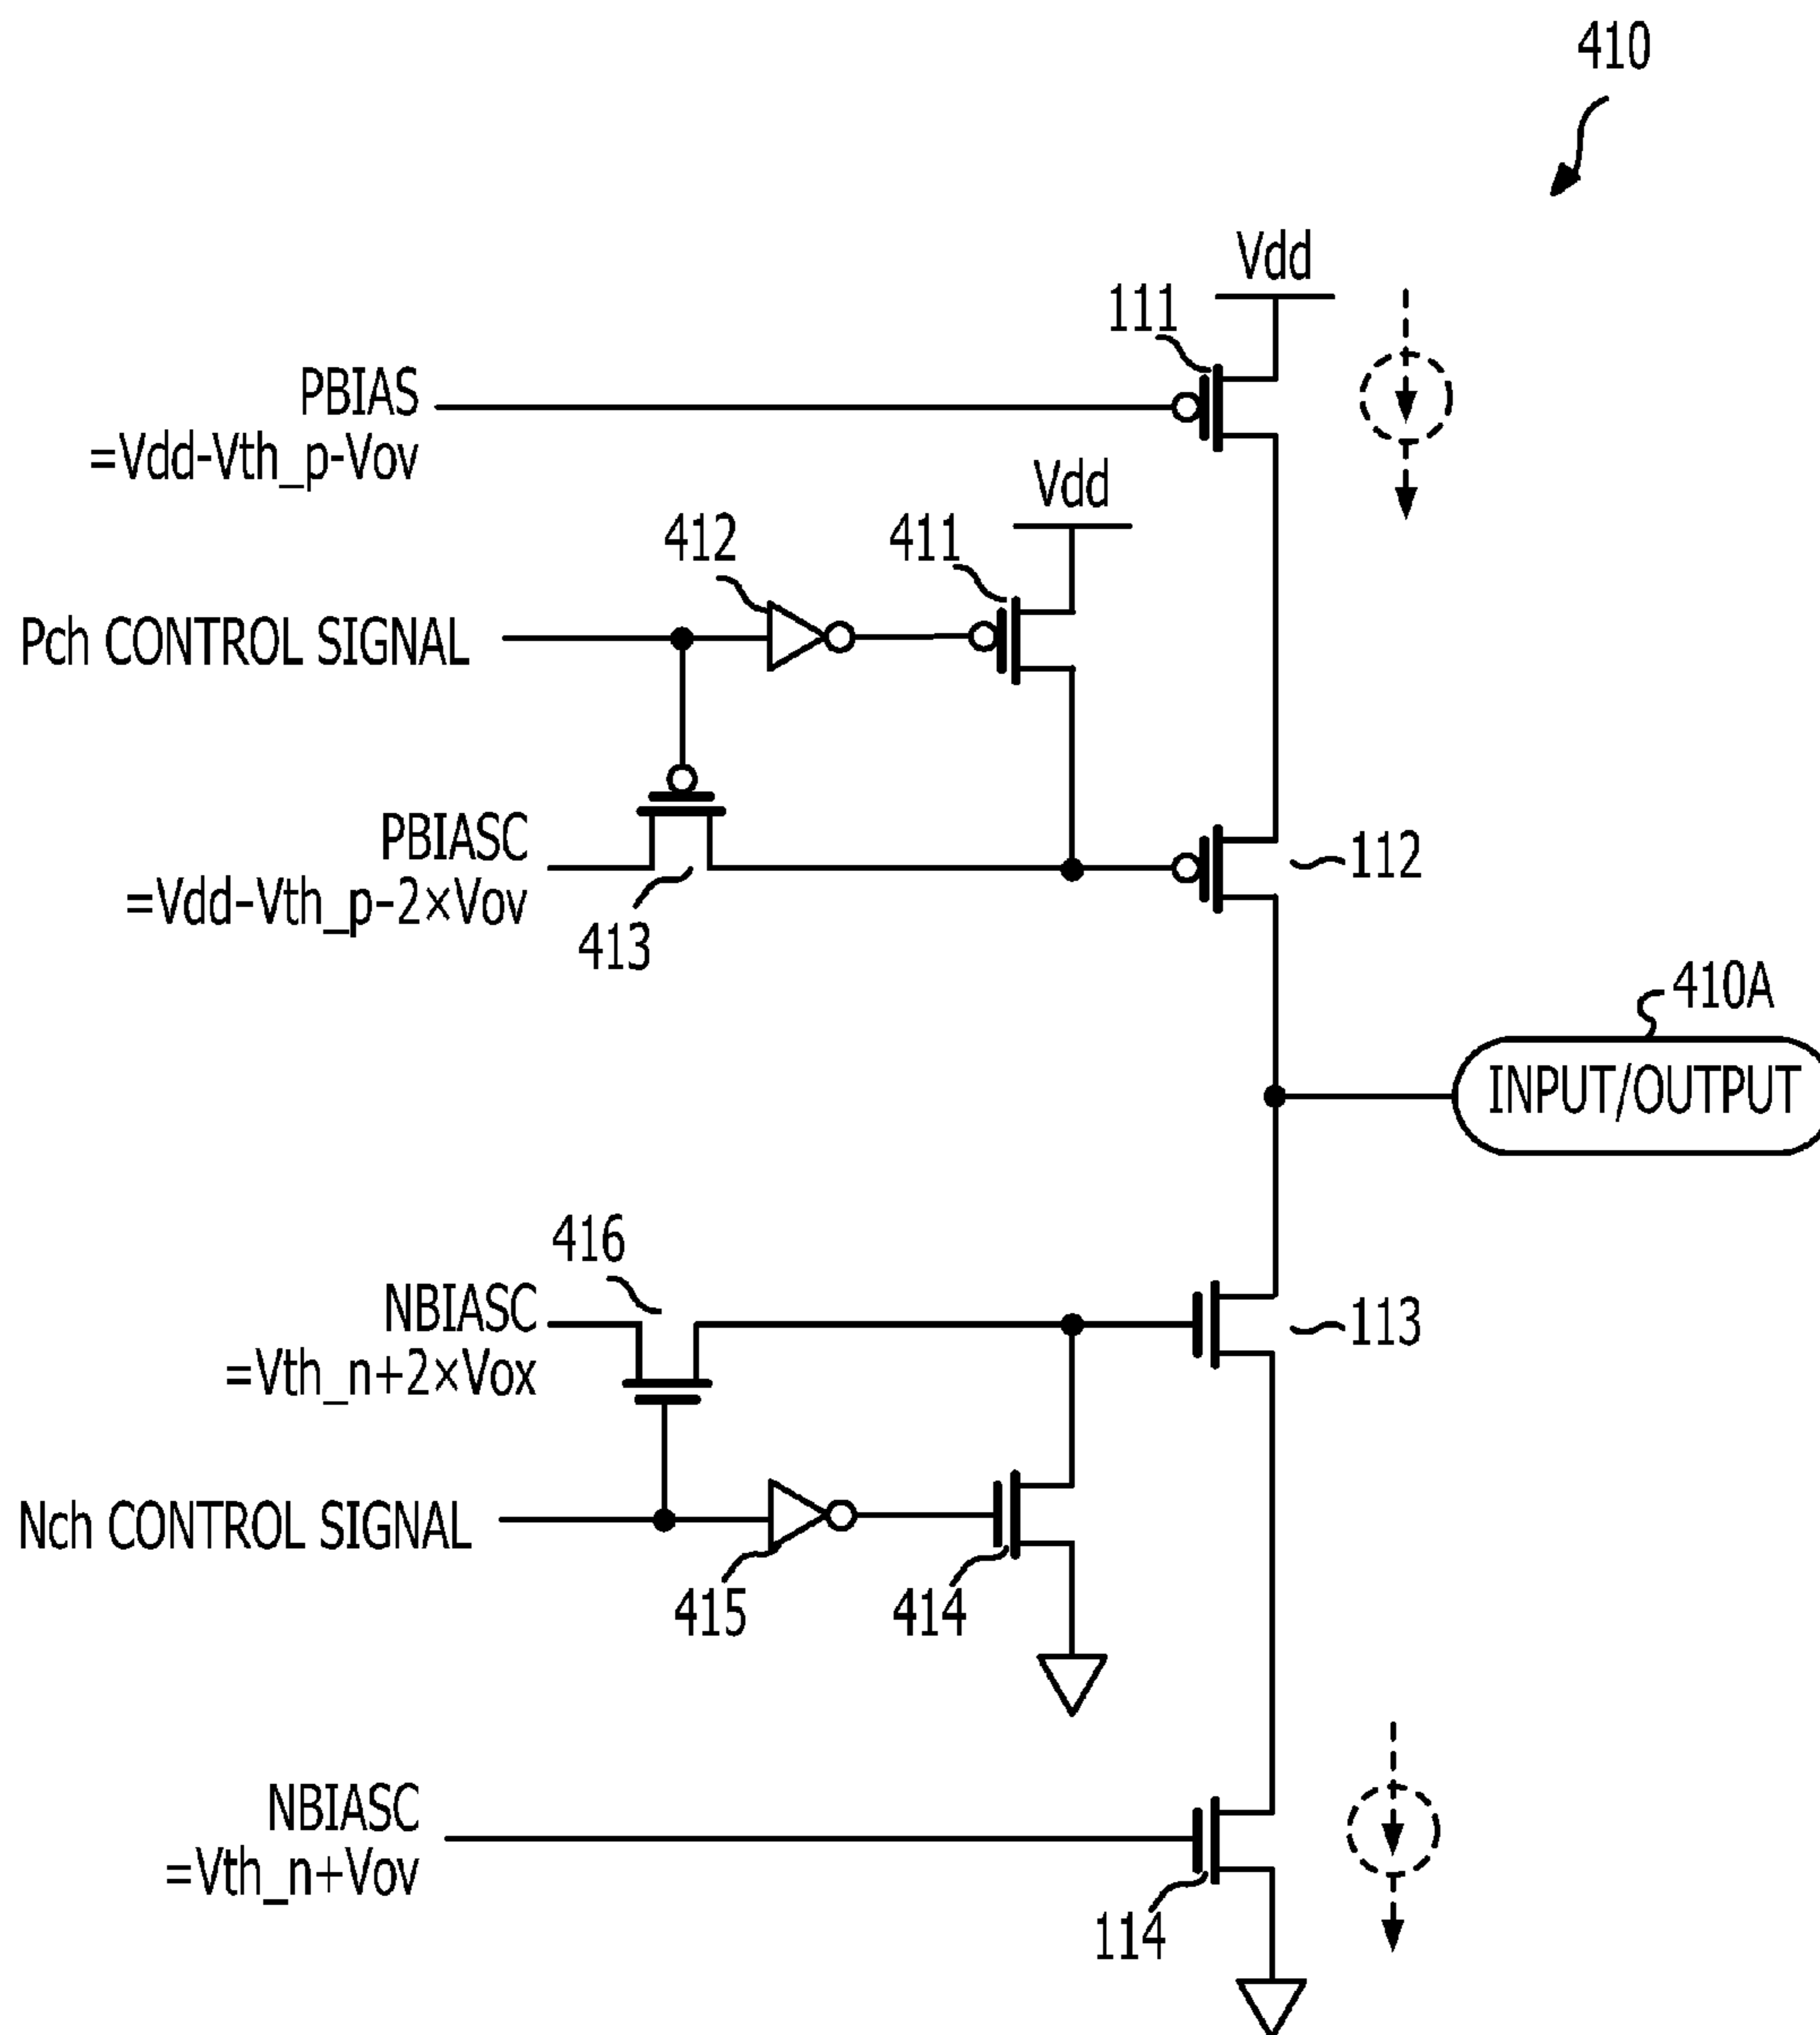 410
Vdd
111
PBIAS
=Vdd-Vth_p-Vov
Vdd
412
411
Pch CONTROL SIGNAL
PBIASC
=Vdd-Vth_p-2×Vov
413
112
410A
INPUT/OUTPUT
416
NBIASC
=Vth_n+2×Vox
113
Nch CONTROL SIGNAL
415
414
NBIASC
=Vth_n+Vov
114